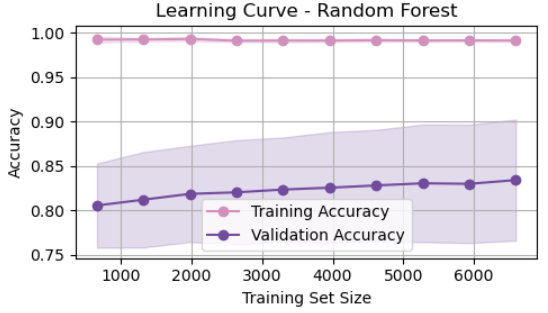 Learning Curve - Random Forest
1.00
0.95
0.90
0.85
0.80
0.75
Accuracy
Training Accuracy
Validation Accuracy
1000 2000 3000 4000 5000 6000
Training Set Size